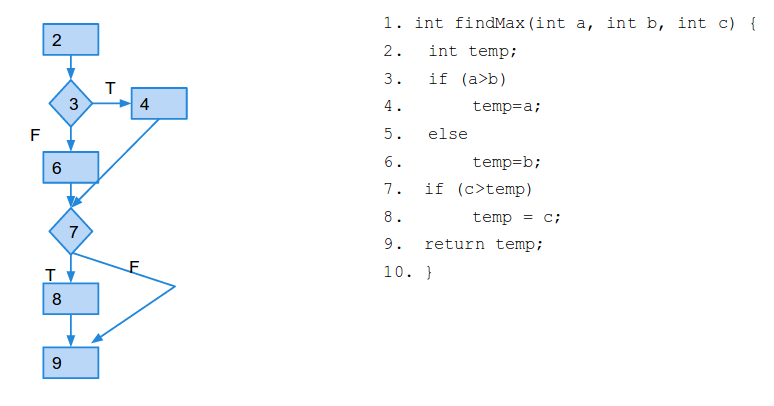 2
3
T
4
F
6
7
T
F
8
9
1. int findMax(int a, int b, int c) {
2. int temp;
3. if (a>b)
4. temp=a;
5. else
6. temp=b;
7. if (c>temp)
8. temp = c;
9. return temp;
10. }